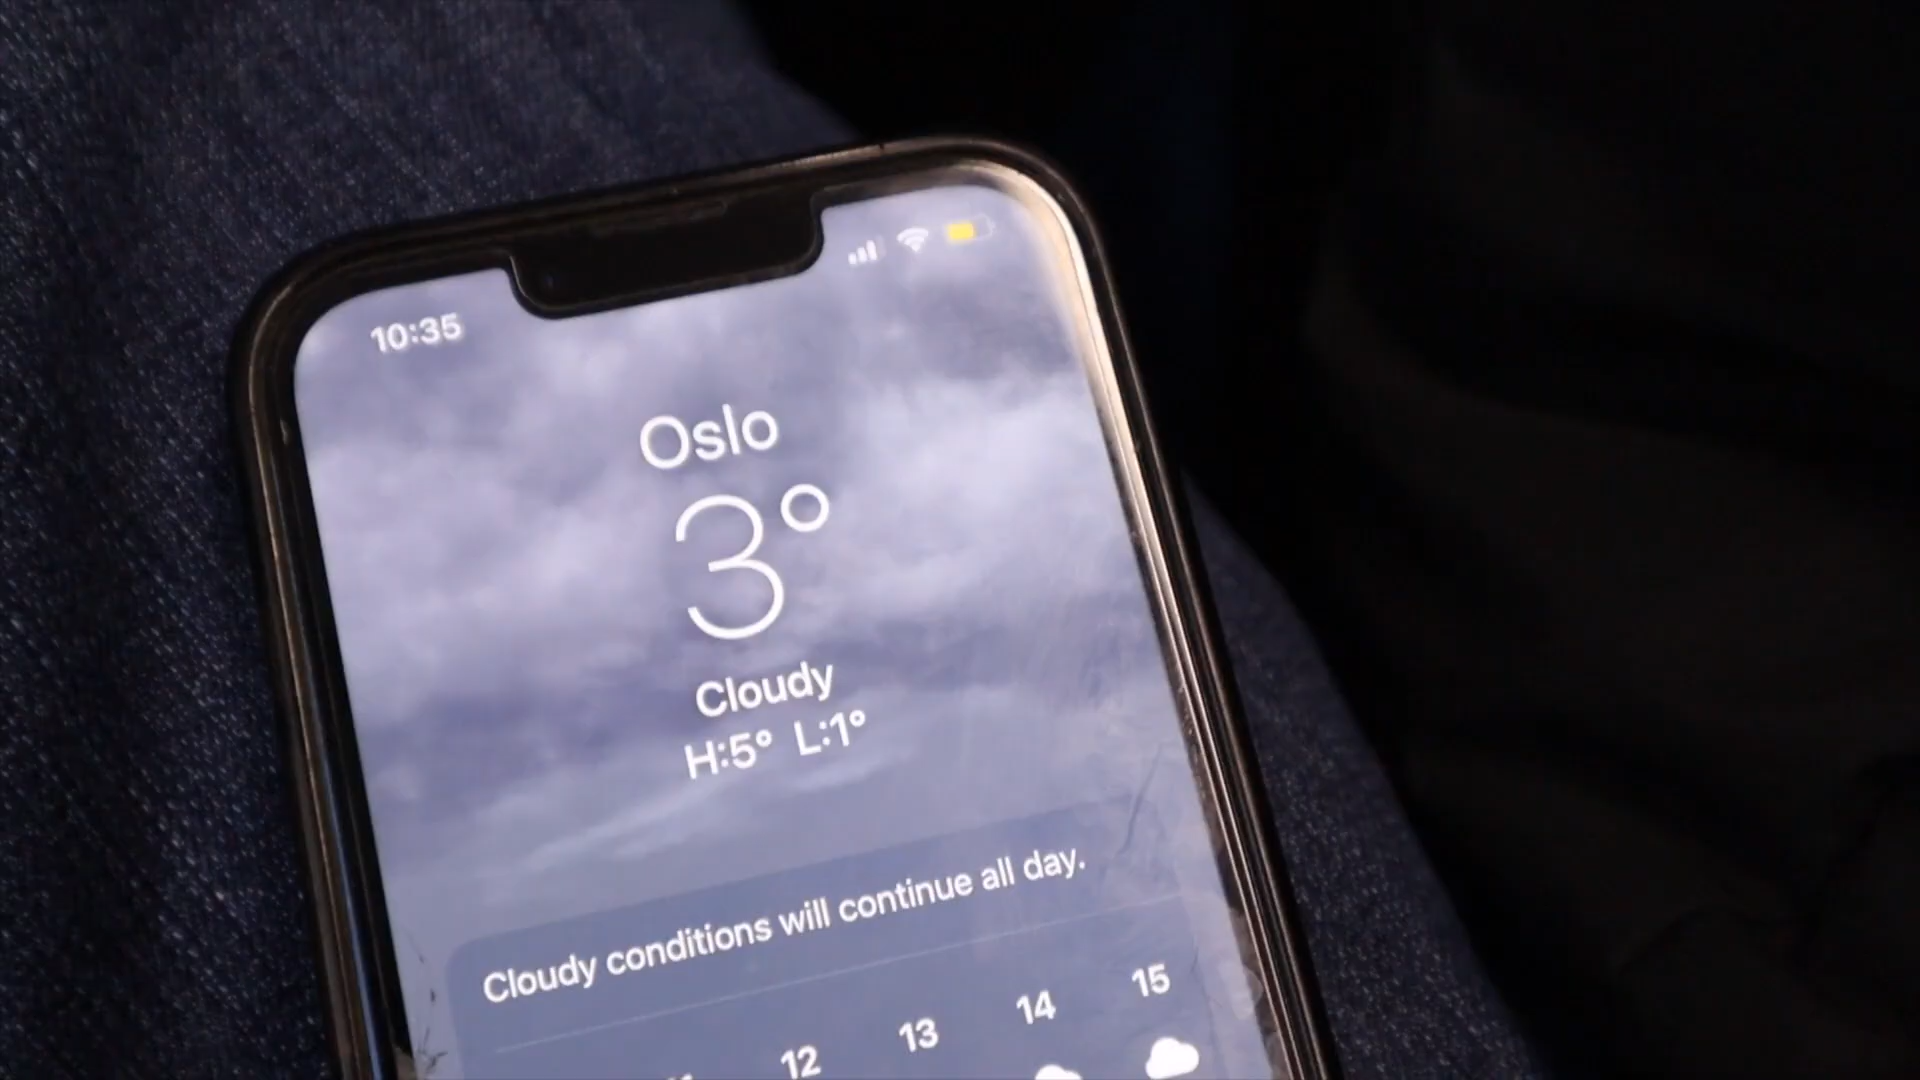 10:35
Oslo
3°
Cloudy
H:5° L:1°
Cloudy conditions will continue all day.
12 13 14 15